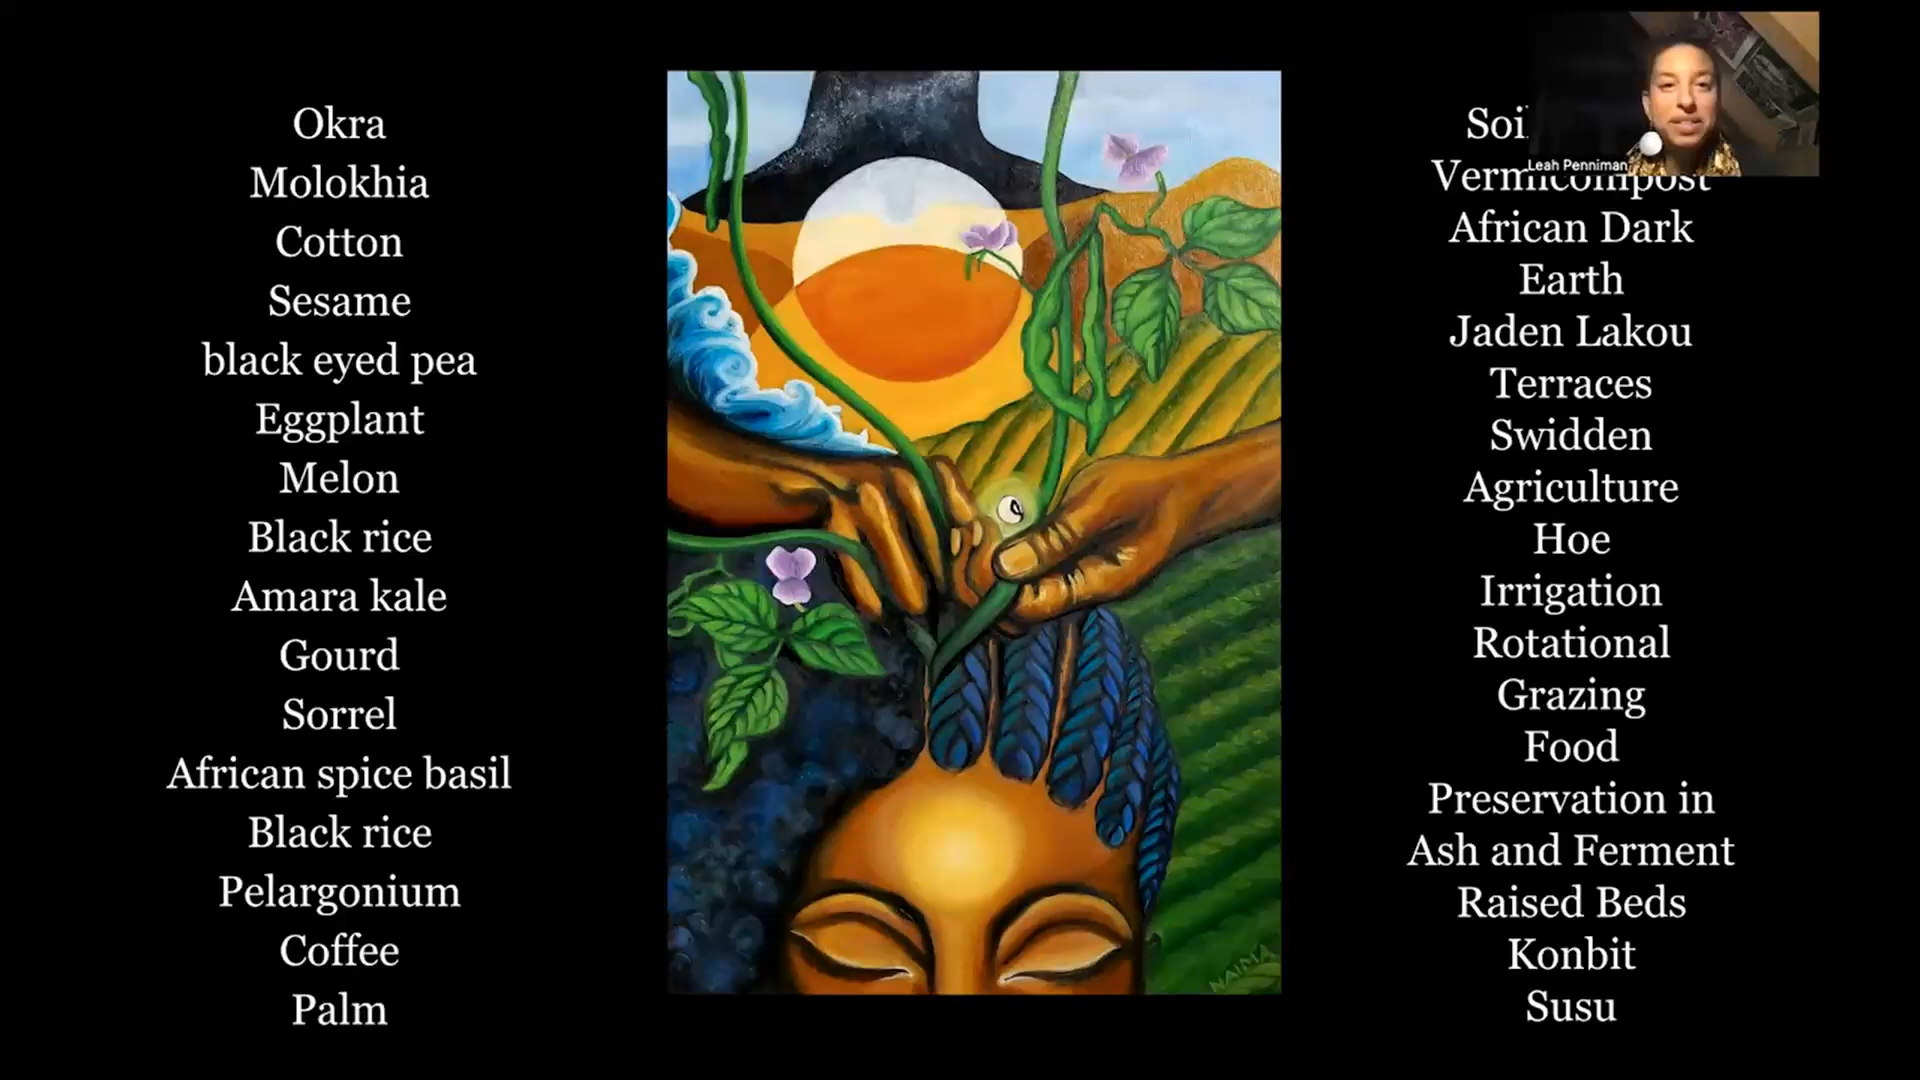 Okra
Molokhia
Cotton
Sesame
black eyed pea
Eggplant
Melon
Black rice
Amara kale
Gourd
Sorrel
African spice basil
Black rice
Pelargonium
Coffee
Palm
NAIMA
Leah Penniman
Vermicompost
African Dark
Earth
Jaden Lakou
Terraces
Swidden
Agriculture
Hoe
Irrigation
Rotational
Grazing
Food
Preservation in
Ash and Ferment
Raised Beds
Konbit
Susu